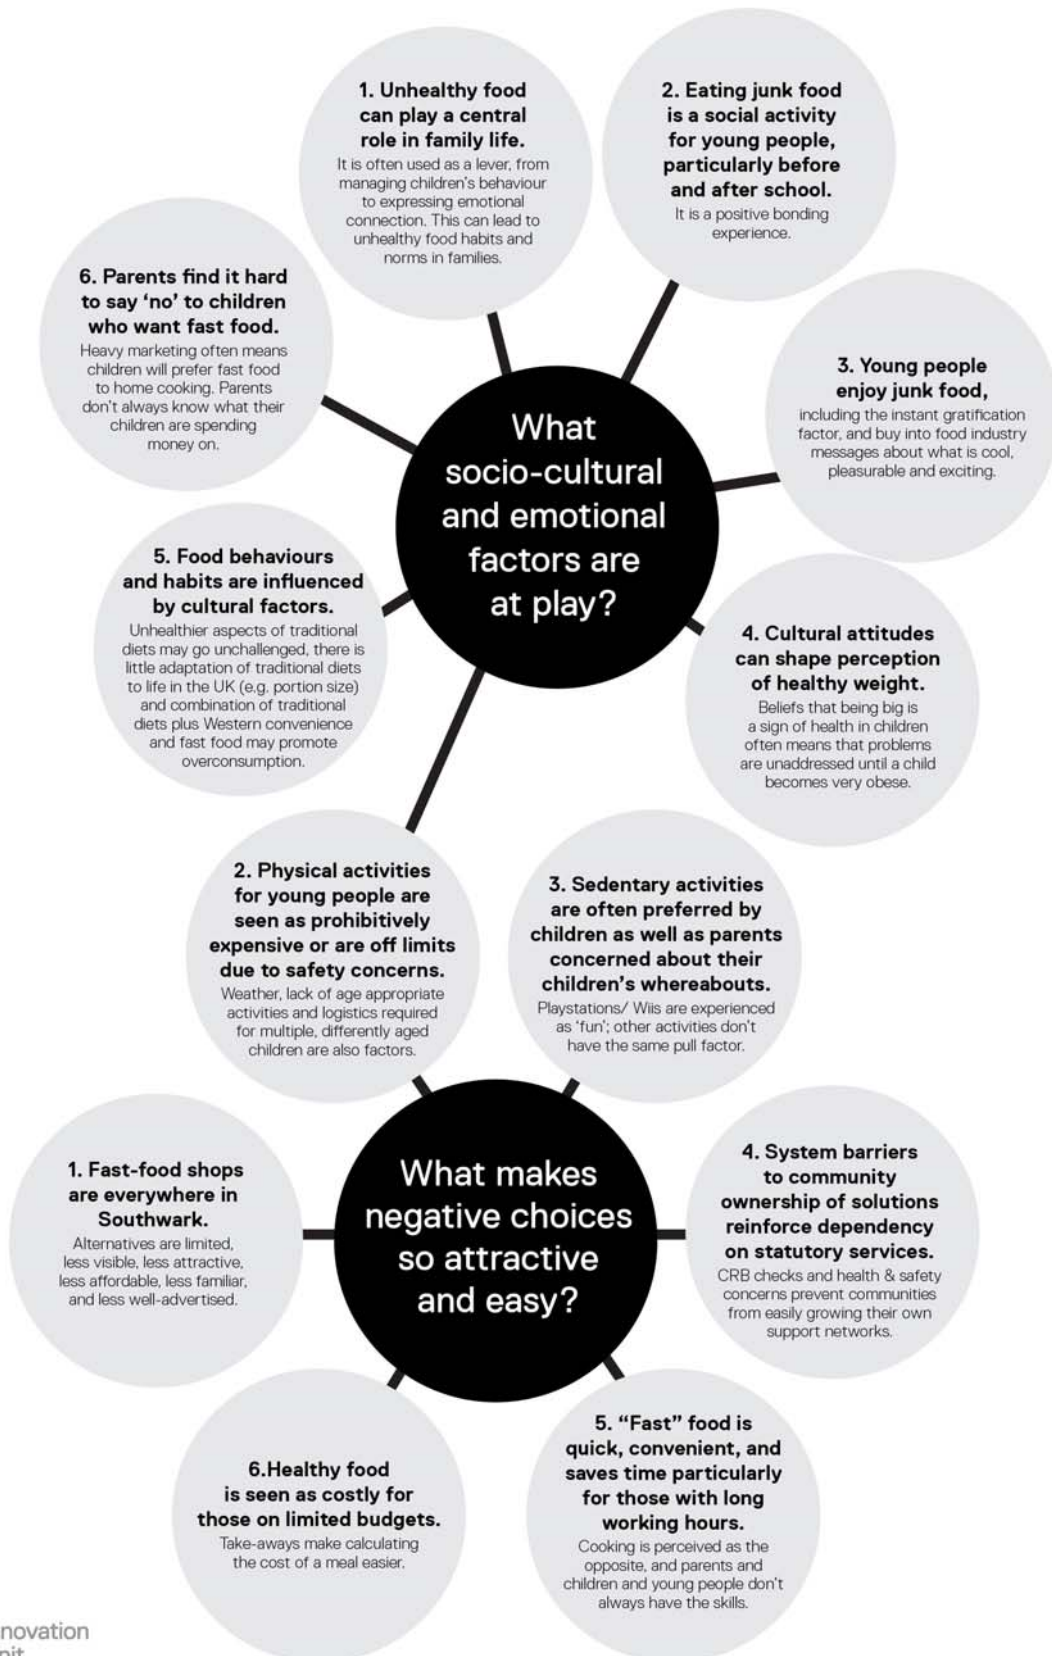 1. Unhealthy food
can play a central
role in family life.
It is often used as a lever, from
managing children's behaviour
to expressing emotional
connection. This can lead to
unhealthy food habits and
norms in families.
2. Eating junk food
is a social activity
for young people,
particularly before
and after school.
It is a positive bonding
experience.
6. Parents find it hard
to say 'no' to children
who want fast food.
Heavy marketing often means
children will prefer fast food
to home cooking. Parents
don't always know what their
children are spending
money on.
3. Young people
enjoy junk food,
including the instant gratification
factor, and buy into food industry
messages about what is cool,
pleasurable and exciting.
What
socio-cultural
and emotional
factors are
at play?
5. Food behaviours
and habits are influenced
by cultural factors.
Unhealthier aspects of traditional
diets may go unchallenged, there is
little adaptation of traditional diets
to life in the UK (e.g. portion size)
and combination of traditional
diets plus Western convenience
and fast food may promote
overconsumption.
4. Cultural attitudes
can shape perception
of healthy weight.
Beliefs that being big is
a sign of health in children
often means that problems
are unaddressed until a child
becomes very obese.
2. Physical activities
for young people are
seen as prohibitively
expensive or are off limits
due to safety concerns.
Weather, lack of age appropriate
activities and logistics required
for multiple, differently aged
children are also factors.
3. Sedentary activities
are often preferred by
children as well as parents
concerned about their
children's whereabouts.
Playstations/ Wiis are experienced
as 'fun'; other activities don't
have the same pull factor.
1. Fast-food shops
are everywhere in
Southwark.
Alternatives are limited,
less visible, less attractive,
less affordable, less familiar,
and less well-advertised.
What makes
negative choices
so attractive
and easy?
4. System barriers
to community
ownership of solutions
reinforce dependency
on statutory services.
CRB checks and health & safety
concerns prevent communities
from easily growing their own
support networks.
6.Healthy food
is seen as costly for
those on limited budgets.
Take-aways make calculating
the cost of a meal easier.
5. “Fast” food is
quick, convenient, and
saves time particularly
for those with long
working hours.
Cooking is perceived as the
opposite, and parents and
children and young people don't
always have the skills.
novation